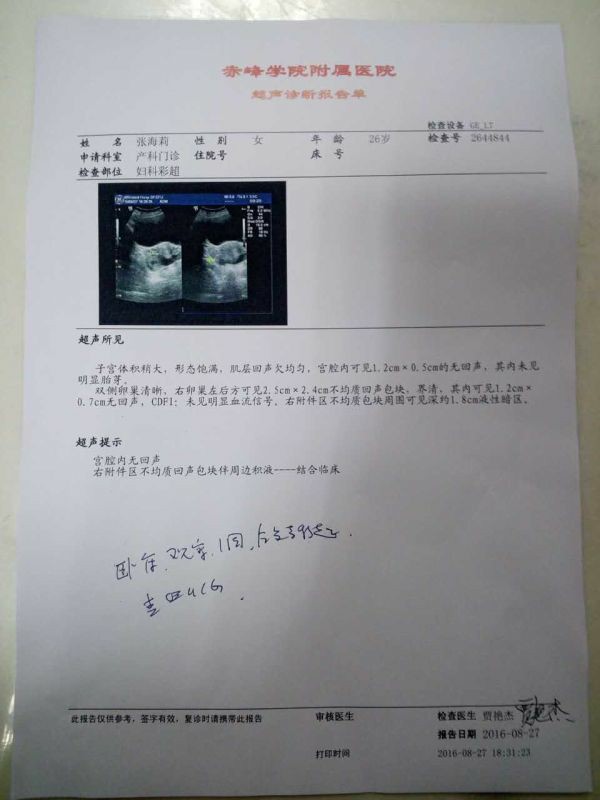 赤峰学院附属医院
超声诊断报告单
检查设备 GE_L7
姓 名 张海莉 性 别 女 年 龄 26岁 检查号 2644844
申请科室 产科门诊 住院号 床 号
检查部位 妇科彩超
超声所见
子宫体积稍大，形态饱满，肌层回声欠均匀，宫腔内可见1.2cm×0.5cm的无回声，其内未见
明显胎芽。
双侧卵巢清晰，右卵巢左后方可见2.5cm×2.4cm不均质回声包块，界清，其内可见1.2cm×
0.7cm无回声，CDFI：未见明显血流信号。右附件区不均质包块周围可见深约1.8cm液性暗区。
超声提示
宫腔内无回声
右附件区不均质回声包块伴周边积液----结合临床
卧床、观察、1周
查血HCG
此报告仅供参考，签字有效，复诊时请携带此报告 审核医生 检查医生 贾艳杰 贾艳杰
报告日期 2016-08-27
打印时间 2016-08-27 18:31:23